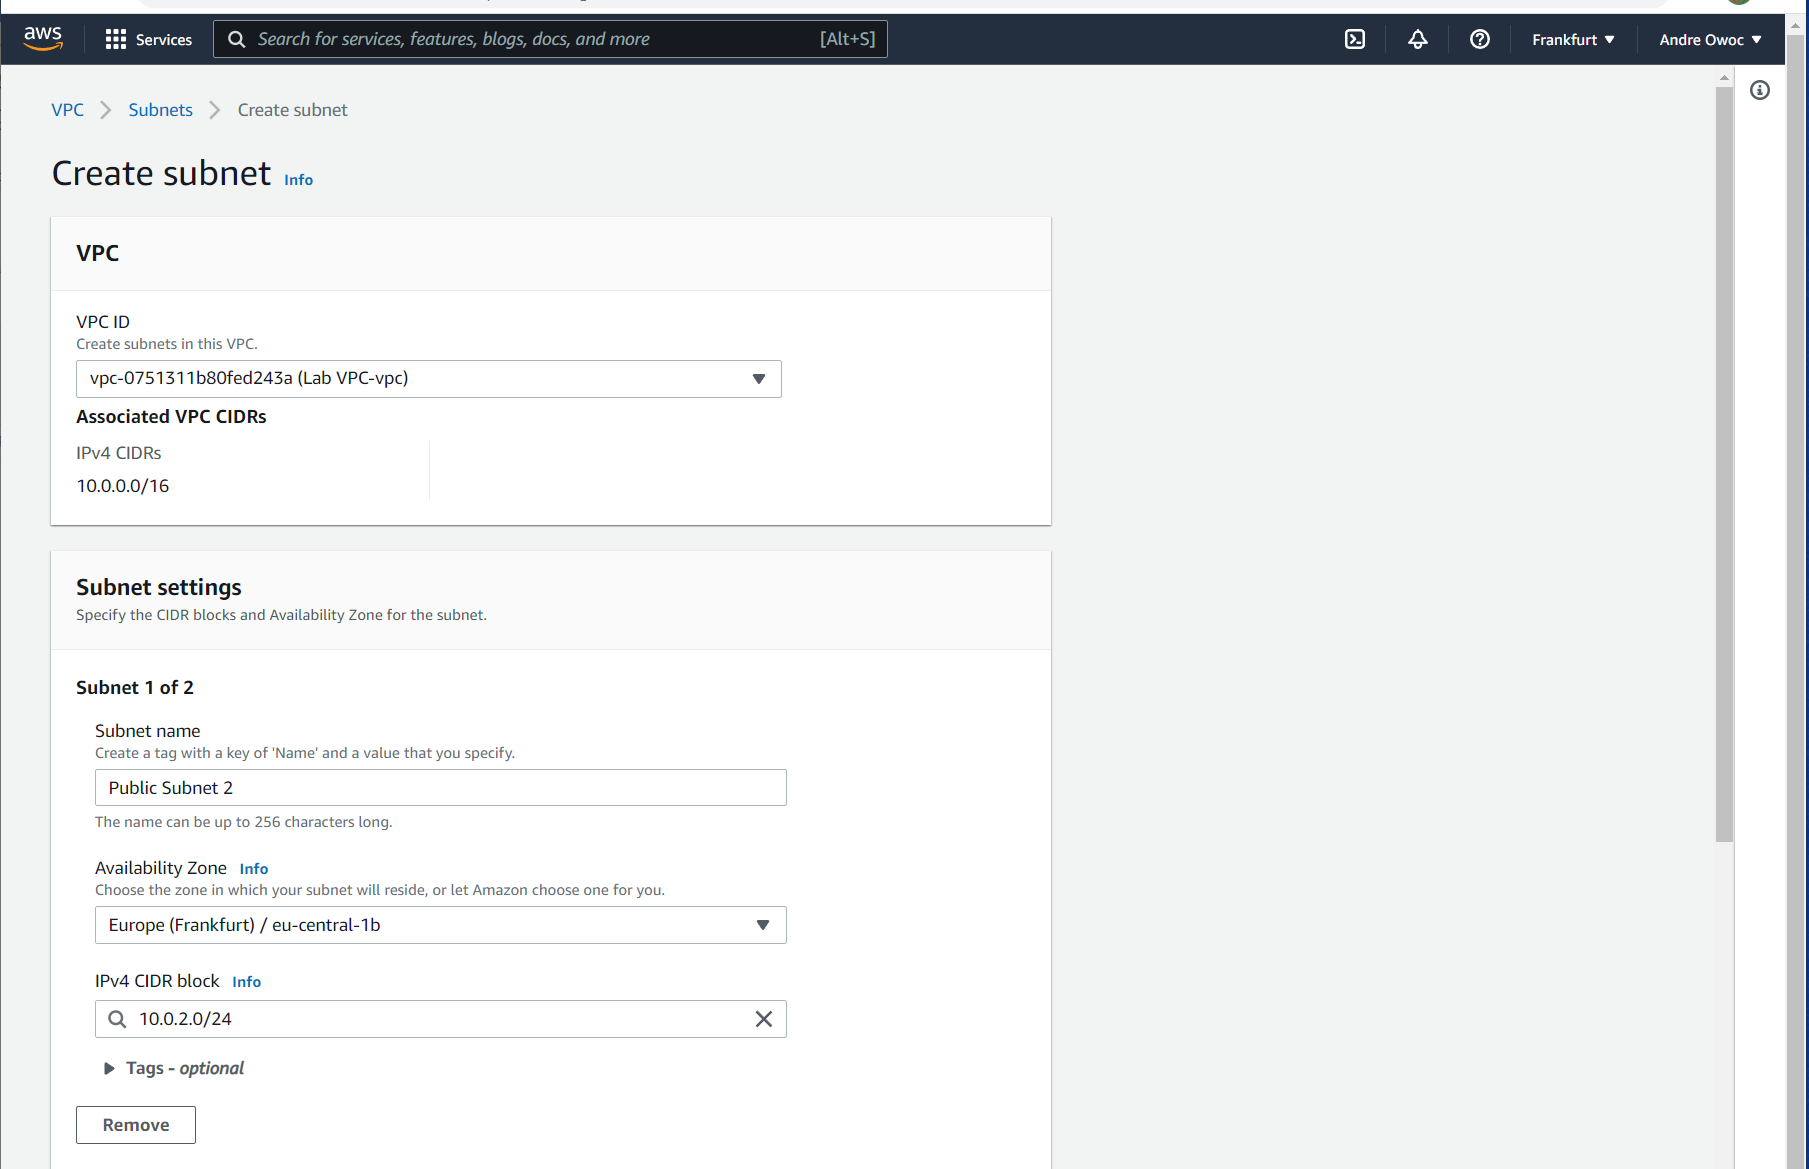 aws
Services
Search for services, features, blogs, docs, and more
[Alt+S]
Frankfurt
Andre Owoc
VPC
Subnets
Create subnet
Create subnet Info
VPC
VPC ID
Create subnets in this VPC.
vpc-0751311b80fed243a (Lab VPC-vpc)
Associated VPC CIDRs
IPv4 CIDRs
10.0.0.0/16
Subnet settings
Specify the CIDR blocks and Availability Zone for the subnet.
Subnet 1 of 2
Subnet name
Create a tag with a key of 'Name' and a value that you specify.
Public Subnet 2
The name can be up to 256 characters long.
Availability Zone Info
Choose the zone in which your subnet will reside, or let Amazon choose one for you.
Europe (Frankfurt) / eu-central-1b
IPv4 CIDR block Info
10.0.2.0/24
Tags - optional
Remove